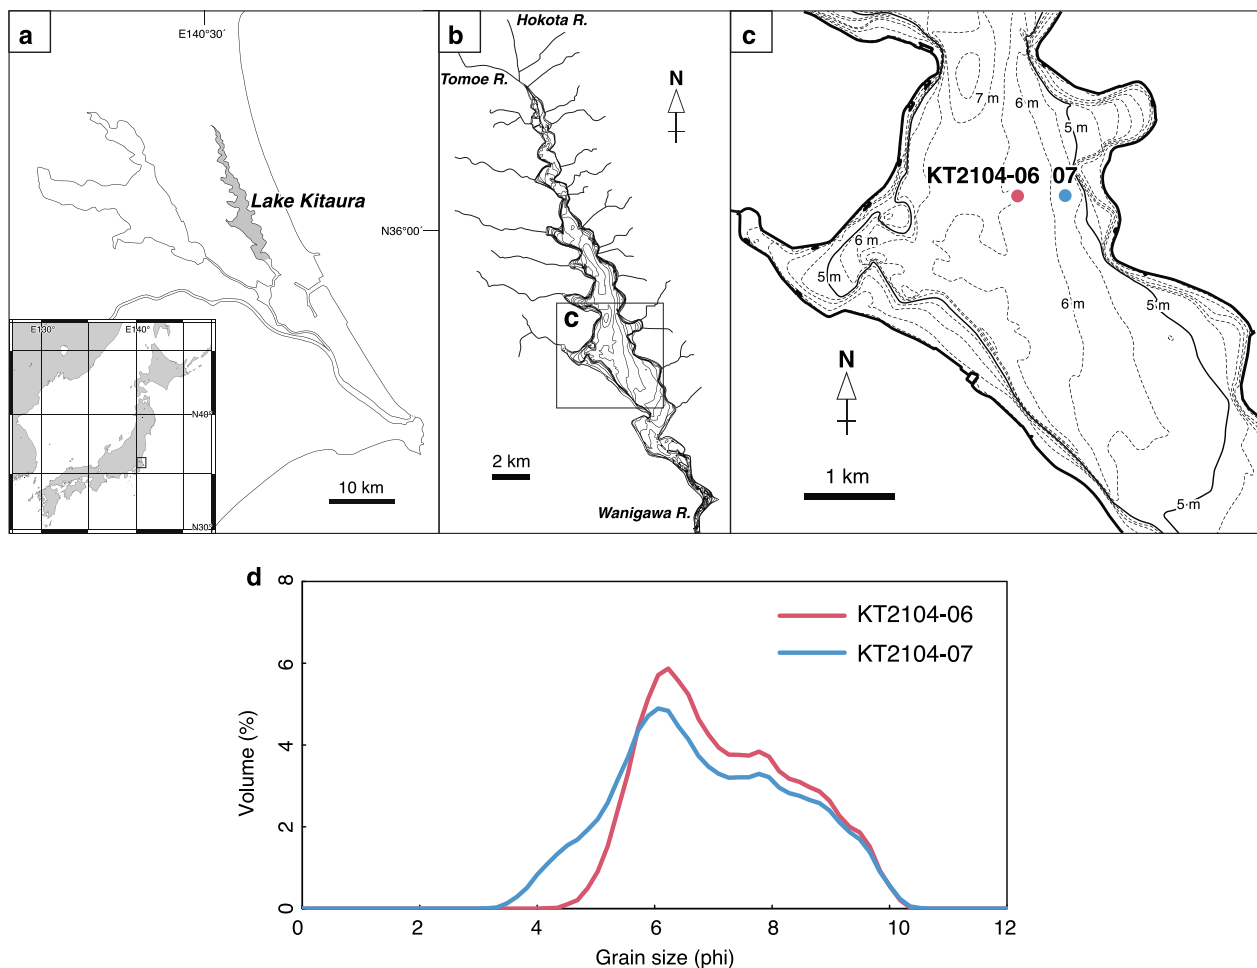 a
E140°30´
Lake Kitaura
N36°00´
E130°
E140°
N40°
N30°
10 km
b
Hokota R.
Tomoe R.
N
c
2 km
Wanigawa R.
c
7 m
6 m
5 m
KT2104-06
07
6 m
5 m
6 m
5 m
N
1 km
5 m
d
8
6
4
2
0
Volume (%)
KT2104-06
KT2104-07
0
2
4
6
8
10
12
Grain size (phi)